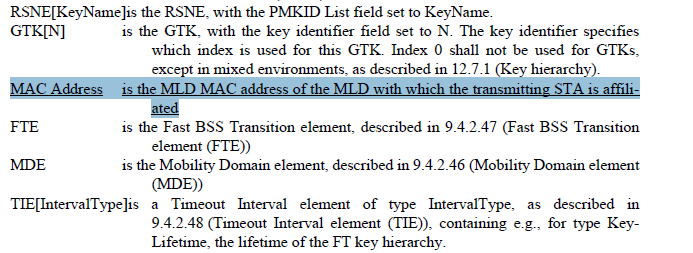 RSNE[KeyName]is the RSNE, with the PMKID List field set to KeyName.
GTK[N] is the GTK, with the key identifier field set to N. The key identifier specifies
which index is used for this GTK. Index 0 shall not be used for GTKs,
except in mixed environments, as described in 12.7.1 (Key hierarchy).
MAC Address is the MLD MAC address of the MLD with which the transmitting STA is affili-
ated
FTE is the Fast BSS Transition element, described in 9.4.2.47 (Fast BSS Transition
element (FTE))
MDE is the Mobility Domain element, described in 9.4.2.46 (Mobility Domain element
(MDE))
TIE[IntervalType]is a Timeout Interval element of type IntervalType, as described in
9.4.2.48 (Timeout Interval element (TIE)), containing e.g., for type Key-
Lifetime, the lifetime of the FT key hierarchy.